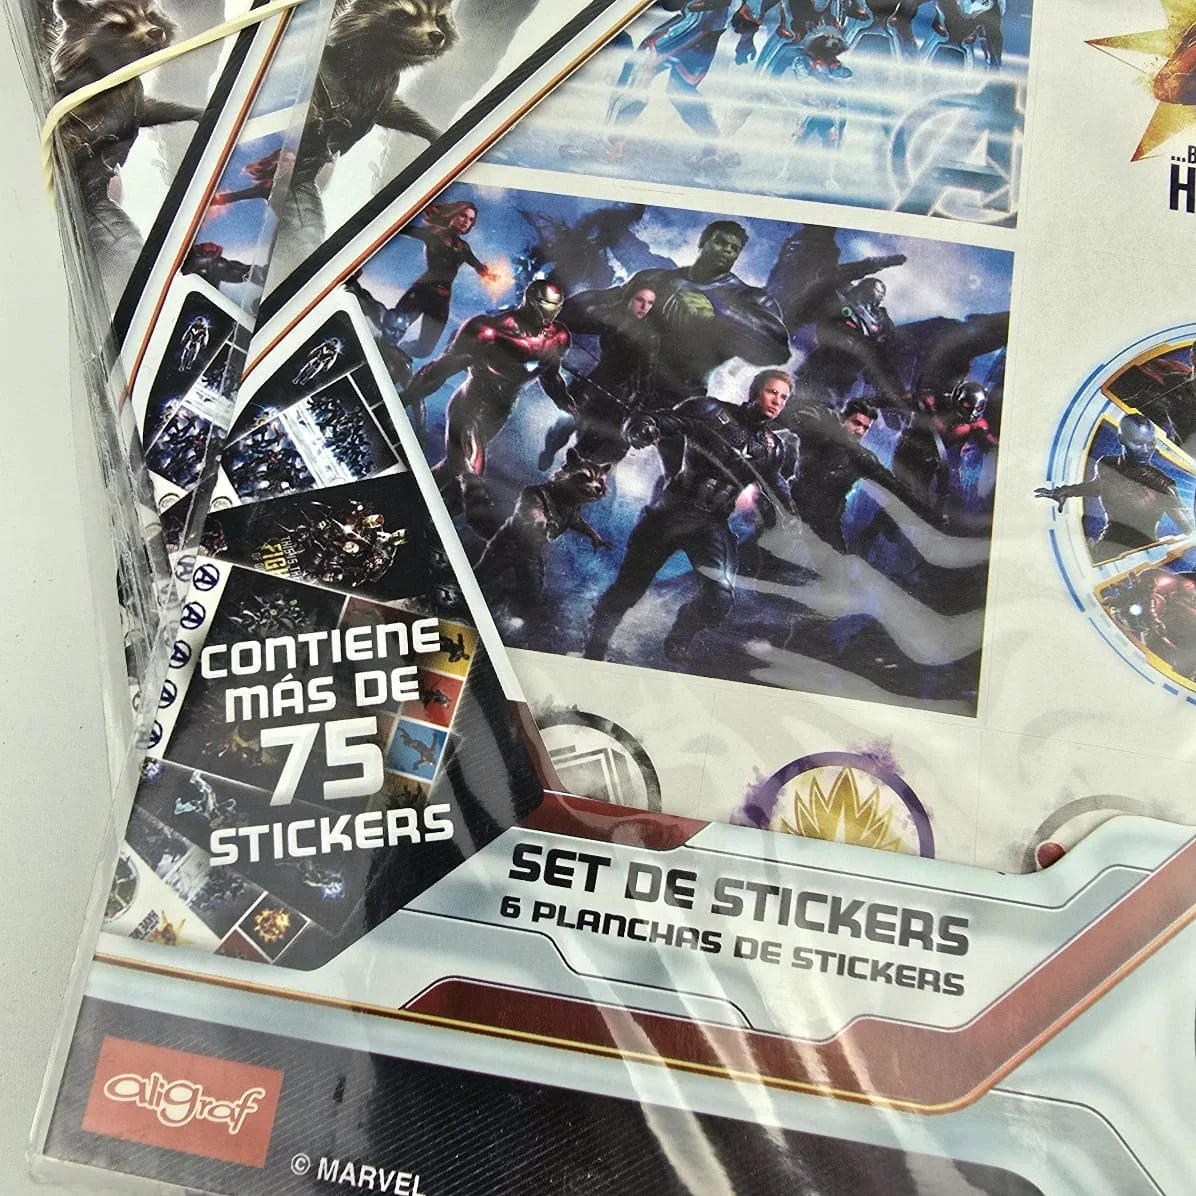 CONTIENE
MÁS DE
75
STICKERS
SET DE STICKERS
6 PLANCHAS DE STICKERS
aligraf
© MARVEL